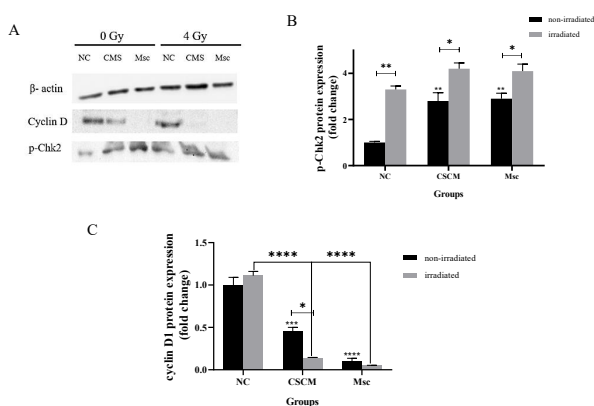 A
0 Gy 4 Gy
NC CMS Msc NC CMS Msc
β- actin
Cyclin D
p-Chk2
B
non-irradiated
irradiated
p-Chk2 protein expression
(fold change)
4
2
0
**
*
*
**
**
NC CSCM Msc
Groups
C
non-irradiated
irradiated
cyclin D1 protein expression
(fold change)
1.5
1.0
0.5
0.0
**** ****
*
***
****
NC CSCM Msc
Groups